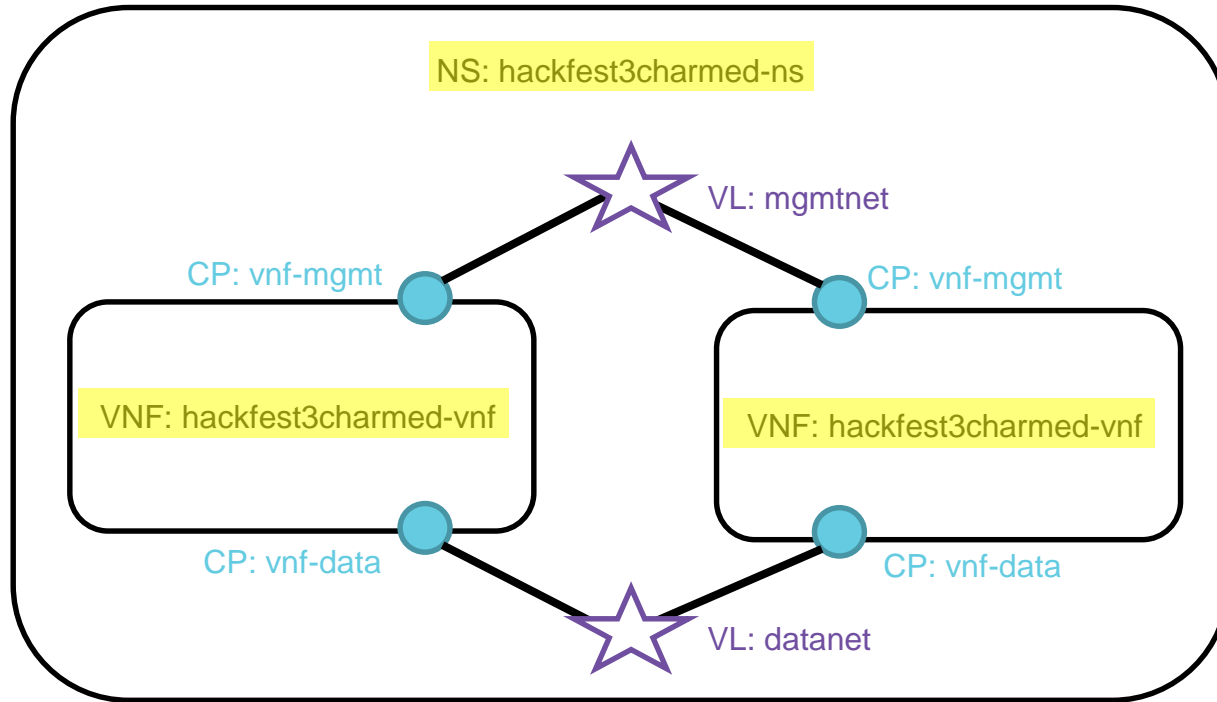 NS: hackfest3charmed-ns
VL: mgmtnet
CP: vnf-mgmt
CP: vnf-mgmt
VNF: hackfest3charmed-vnf
VNF: hackfest3charmed-vnf
CP: vnf-data
CP: vnf-data
VL: datanet